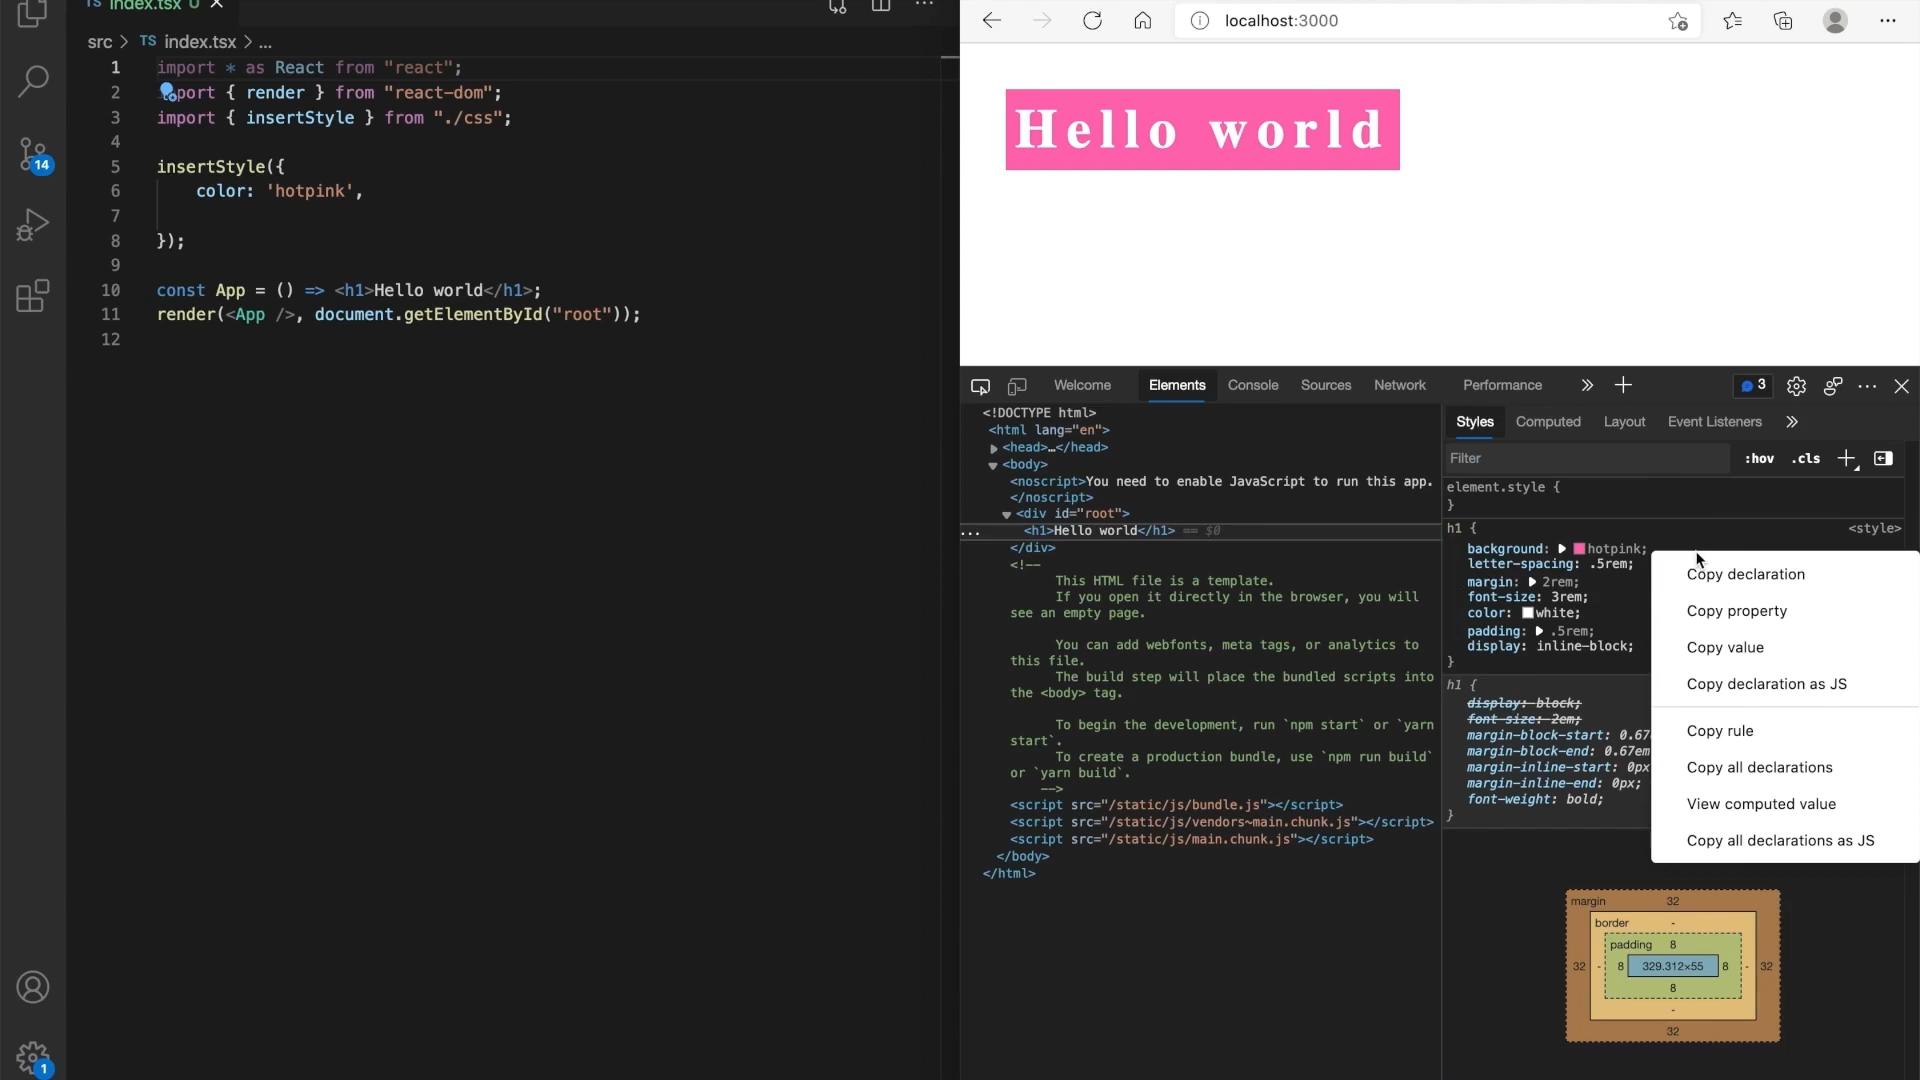 TS index.tsx U
src > TS index.tsx > ...
1 import * as React from "react";
2 import { render } from "react-dom";
3 import { insertStyle } from "./css";
4
5 insertStyle({
6 color: 'hotpink',
7
8 });
9
10 const App = () => <h1>Hello world</h1>;
11 render(<App />, document.getElementById("root"));
12
14
1
localhost:3000
Hello world
Welcome Elements Console Sources Network Performance 3
<!DOCTYPE html>
<html lang="en">
<head>…</head>
<body>
<noscript>You need to enable JavaScript to run this app.
</noscript>
<div id="root">
... <h1>Hello world</h1> == $0
</div>
<!--
This HTML file is a template.
If you open it directly in the browser, you will
see an empty page.
You can add webfonts, meta tags, or analytics to
this file.
The build step will place the bundled scripts into
the <body> tag.
To begin the development, run `npm start` or `yarn
start`.
To create a production bundle, use `npm run build`
or `yarn build`.
-->
<script src="/static/js/bundle.js"></script>
<script src="/static/js/vendors~main.chunk.js"></script>
<script src="/static/js/main.chunk.js"></script>
</body>
</html>
Styles Computed Layout Event Listeners
Filter :hov .cls
element.style {
}
h1 { <style>
background: hotpink;
letter-spacing: .5rem;
margin: 2rem;
font-size: 3rem;
color: white;
padding: .5rem;
display: inline-block;
}
h1 {
display: block;
font-size: 2em;
margin-block-start: 0.67
margin-block-end: 0.67em
margin-inline-start: 0px
margin-inline-end: 0px;
font-weight: bold;
}
Copy declaration
Copy property
Copy value
Copy declaration as JS
Copy rule
Copy all declarations
View computed value
Copy all declarations as JS
margin 32
border -
padding 8
32 - 8 329.312×55 8 - 32
8
-
32